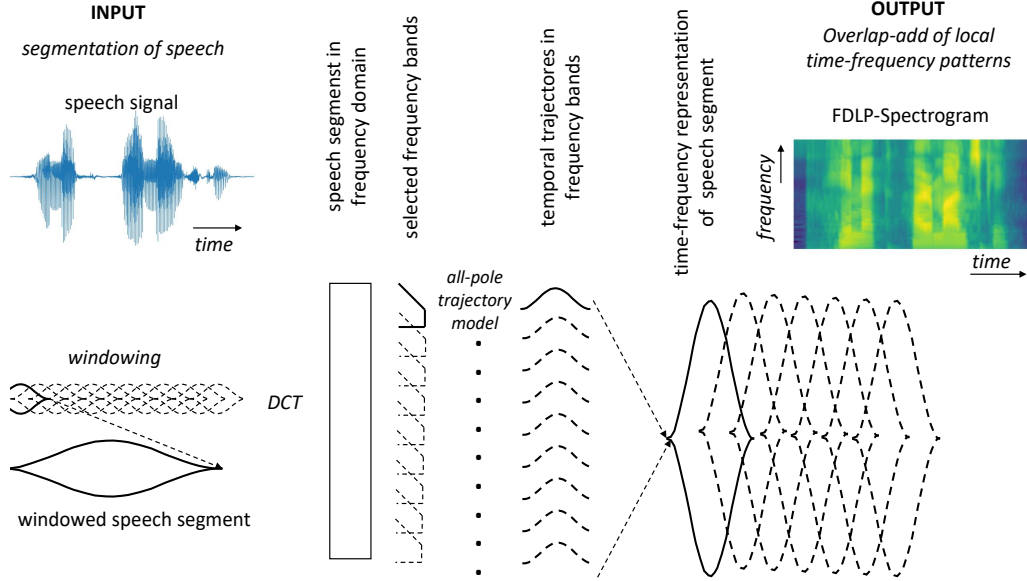 INPUT
segmentation of speech
speech signal
time
windowing
windowed speech segment
DCT
speech segmenst in
frequency domain
selected frequency bands
all-pole
trajectory
model
temporal trajectores in
frequency bands
time-frequency representation
of speech segment
OUTPUT
Overlap-add of local
time-frequency patterns
FDLP-Spectrogram
frequency
time